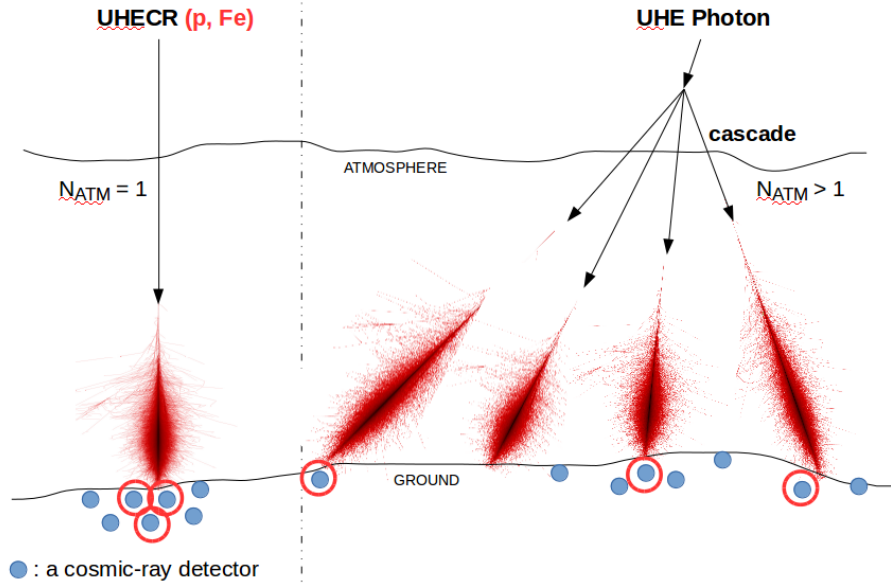 UHECR (p, Fe)
UHE Photon
cascade
ATMOSPHERE
NATM = 1
NATM > 1
GROUND
: a cosmic-ray detector